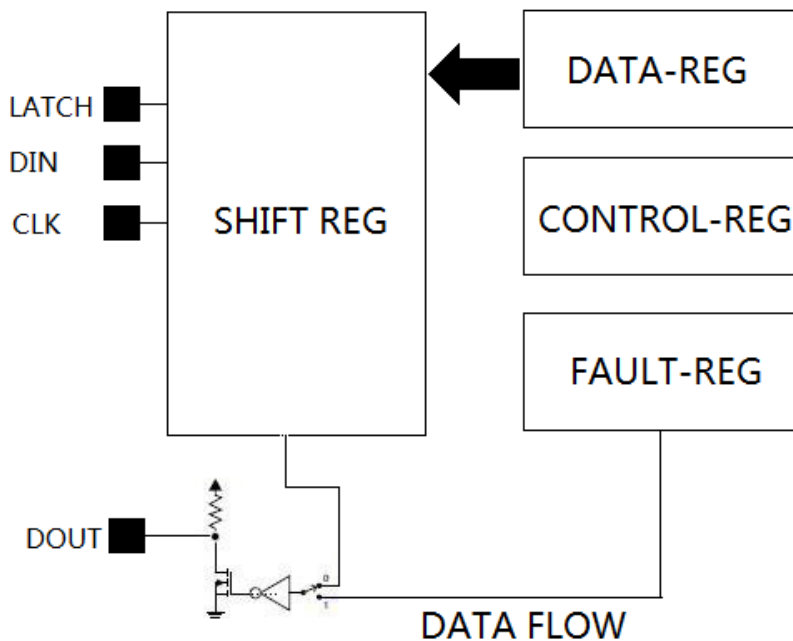 DATA-REG
LATCH
DIN
CLK
SHIFT REG
CONTROL-REG
FAULT-REG
DOUT
0
1
DATA FLOW